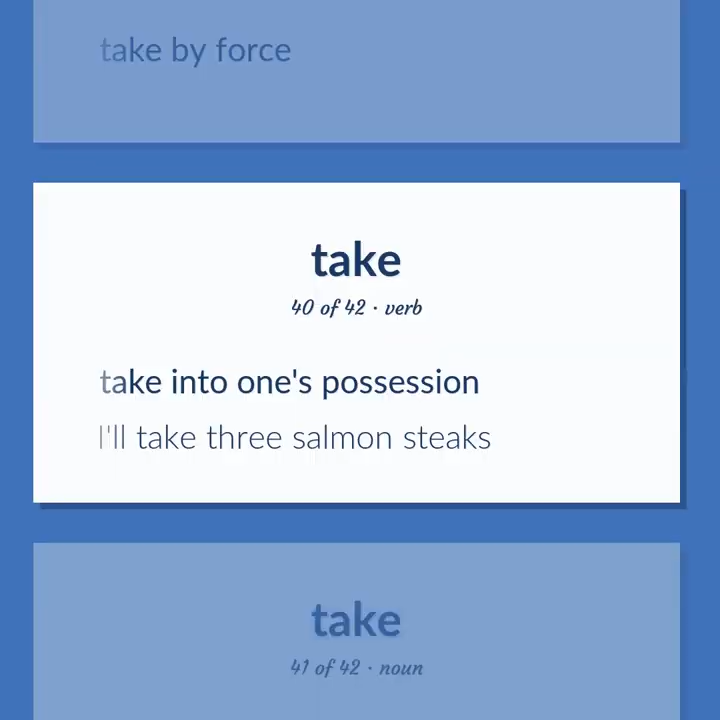 take by force
take
40 of 42 · verb
take into one's possession
I'll take three salmon steaks
take
41 of 42 · noun